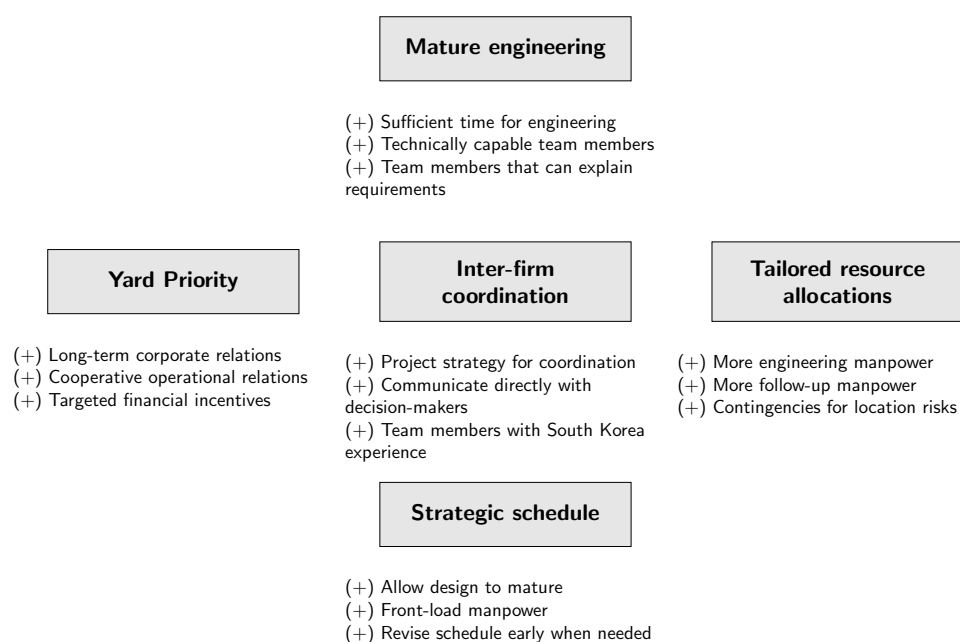 Mature engineering
(+) Sufficient time for engineering
(+) Technically capable team members
(+) Team members that can explain
requirements
Yard Priority
(+) Long-term corporate relations
(+) Cooperative operational relations
(+) Targeted financial incentives
Inter-firm
coordination
(+) Project strategy for coordination
(+) Communicate directly with
decision-makers
(+) Team members with South Korea
experience
Tailored resource
allocations
(+) More engineering manpower
(+) More follow-up manpower
(+) Contingencies for location risks
Strategic schedule
(+) Allow design to mature
(+) Front-load manpower
(+) Revise schedule early when needed